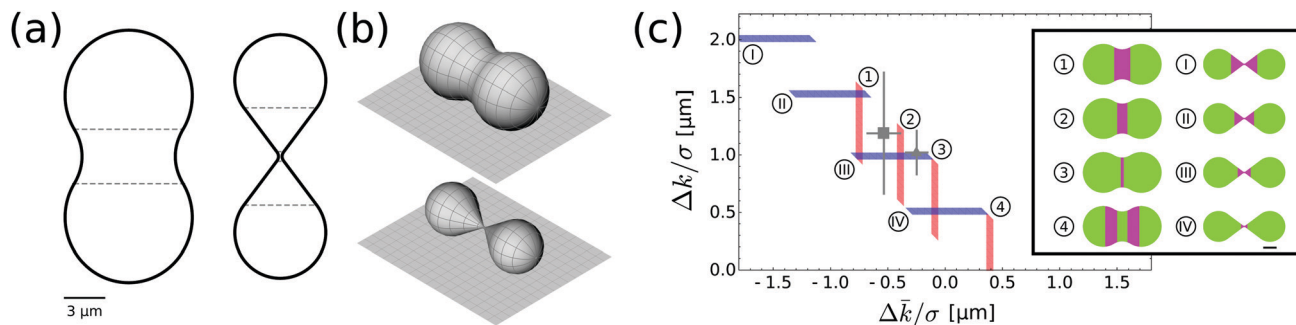 (a)
3 µm
(b)
(c)
Δk/σ [µm]
2.0
1.5
1.0
0.5
0.0
- 1.5
- 1.0
- 0.5
0.0
0.5
1.0
1.5
Δk̄/σ [µm]
I
II
III
IV
1
2
3
4
1 I
2 II
3 III
4 IV